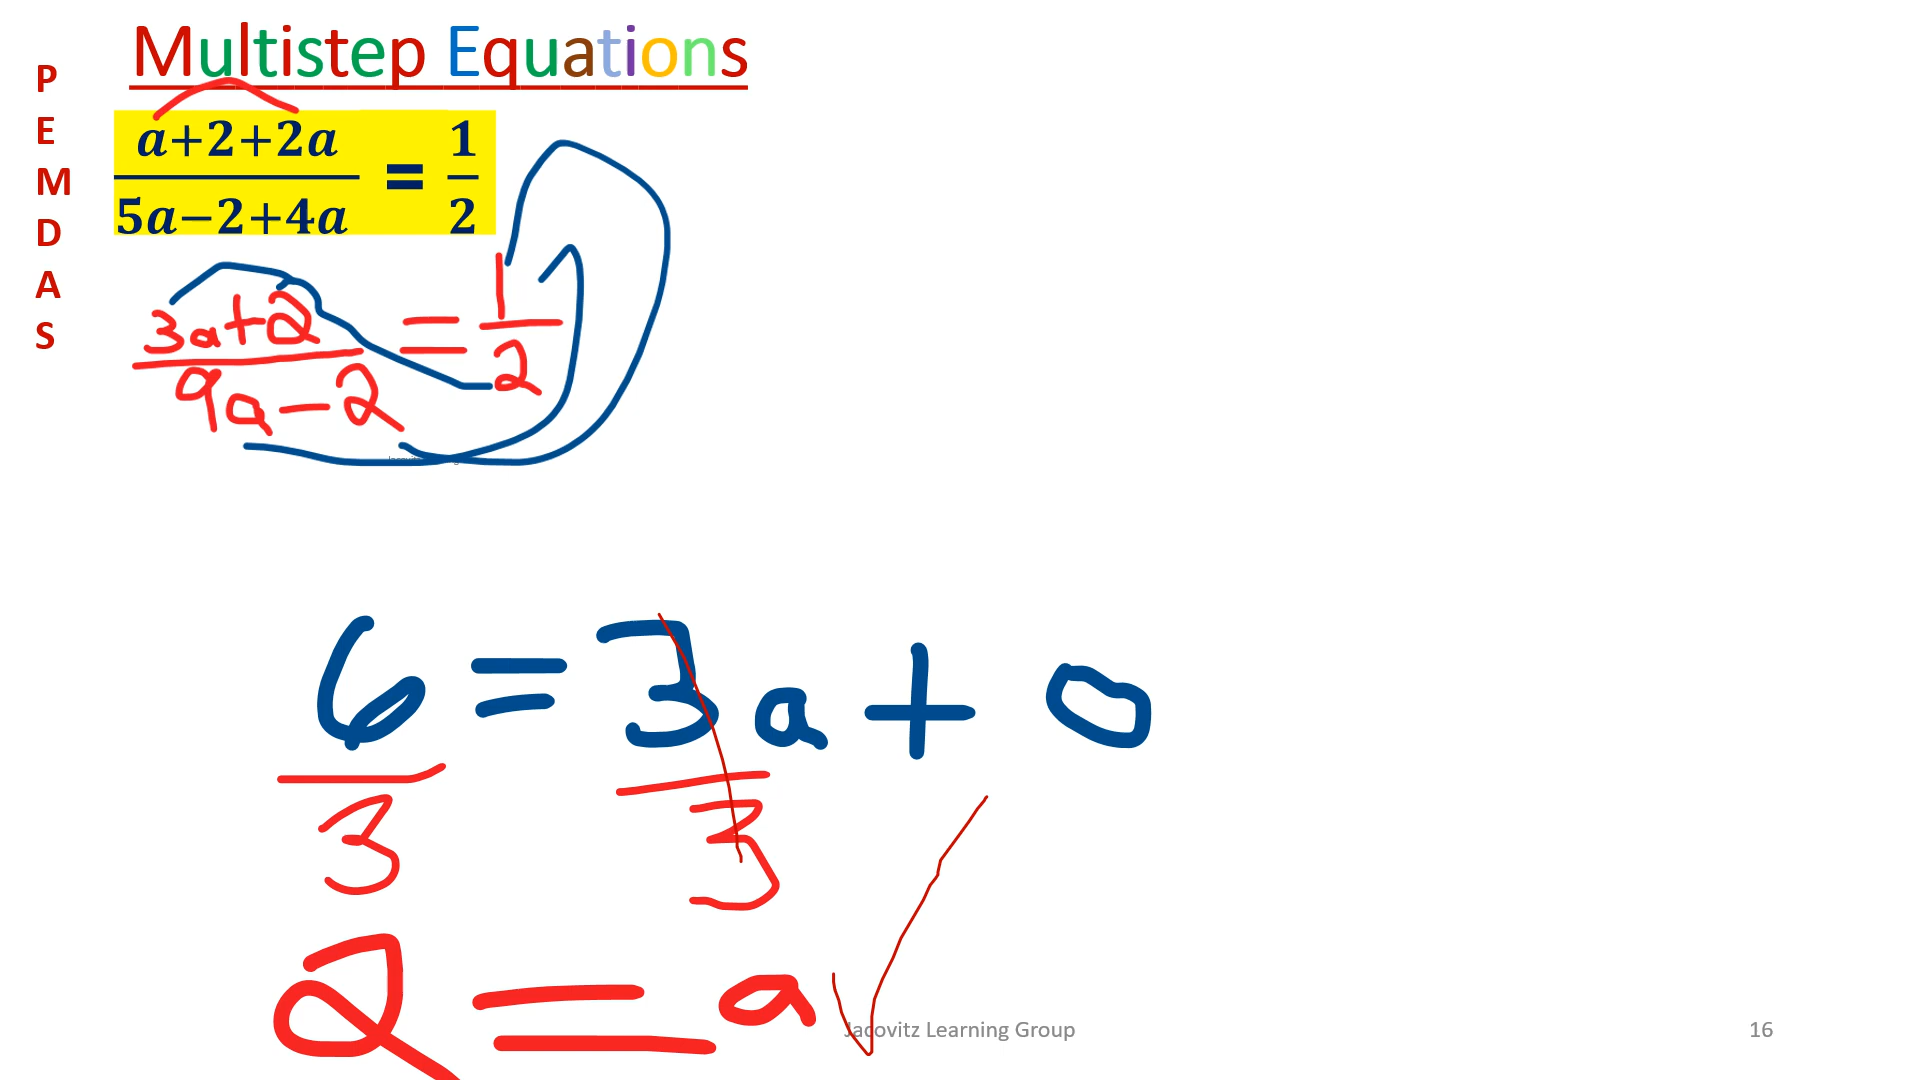 Multistep Equations
P
E
M
D
A
S
a+2+2a / 5a−2+4a = 1/2
3a+2 / 9a−2 = 1/2
6 = 3a + 0
3 3
2 = a
Jacovitz Learning Group
16